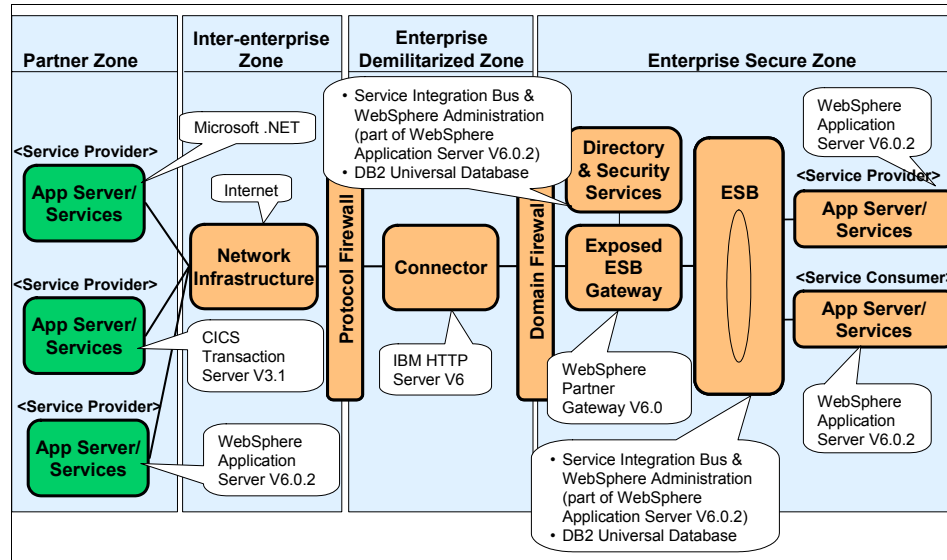 Partner Zone
Inter-enterprise
Zone
Enterprise
Demilitarized Zone
Enterprise Secure Zone
Microsoft .NET
<Service Provider>
App Server/
Services
<Service Provider>
App Server/
Services
CICS
Transaction
Server V3.1
<Service Provider>
App Server/
Services
WebSphere
Application
Server V6.0.2
Internet
Network
Infrastructure
Protocol Firewall
Connector
IBM HTTP
Server V6
Domain Firewall
• Service Integration Bus &
WebSphere Administration
(part of WebSphere
Application Server V6.0.2)
• DB2 Universal Database
Directory
& Security
Services
Exposed
ESB
Gateway
WebSphere
Partner
Gateway V6.0
ESB
• Service Integration Bus &
WebSphere Administration
(part of WebSphere
Application Server V6.0.2)
• DB2 Universal Database
WebSphere
Application
Server V6.0.2
<Service Provider>
App Server/
Services
<Service Consumer>
App Server/
Services
WebSphere
Application
Server V6.0.2